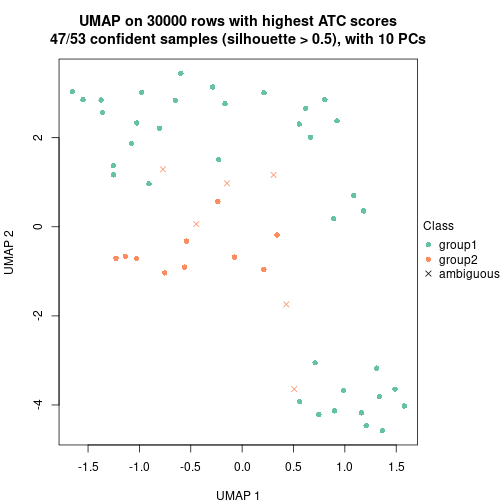 UMAP on 30000 rows with highest ATC scores
47/53 confident samples (silhouette > 0.5), with 10 PCs
UMAP 2
2
0
-2
-4
-1.5 -1.0 -0.5 0.0 0.5 1.0 1.5
UMAP 1
Class
group1
group2
ambiguous